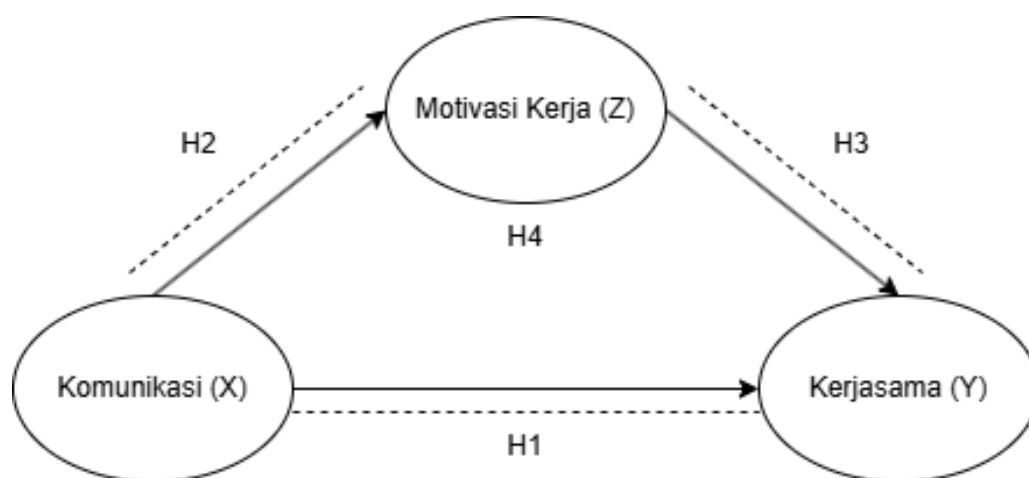 Motivasi Kerja (Z)
H2
H3
H4
Komunikasi (X)
Kerjasama (Y)
H1